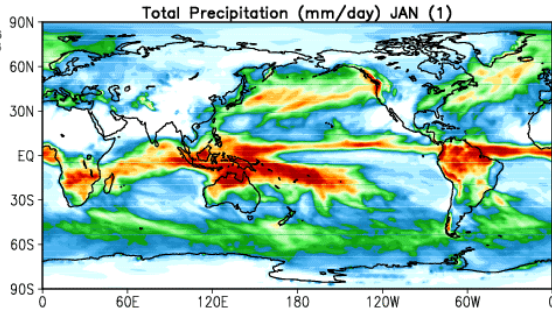 Total Precipitation (mm/day) JAN (1)
90N
60N
30N
EQ
30S
60S
90S
0 60E 120E 180 120W 60W 0